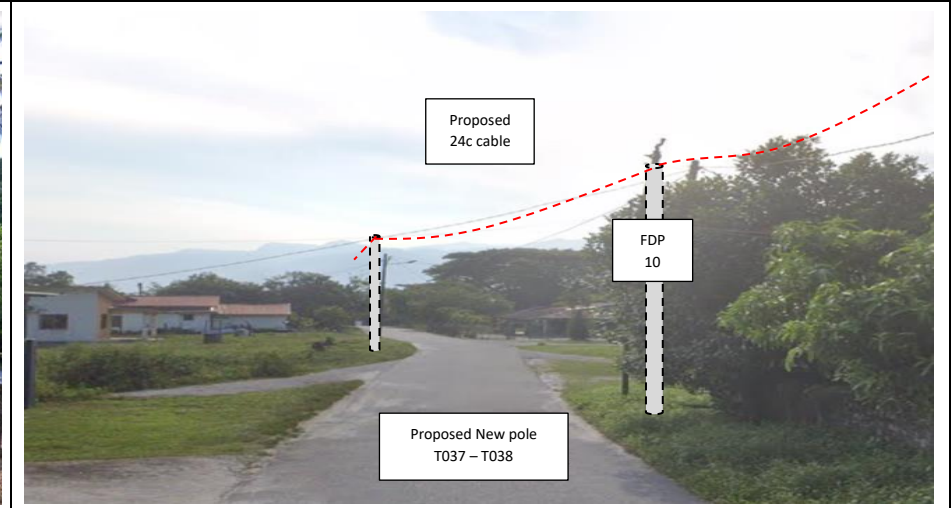 Proposed
24c cable
FDP
10
Proposed New pole
T037 – T038